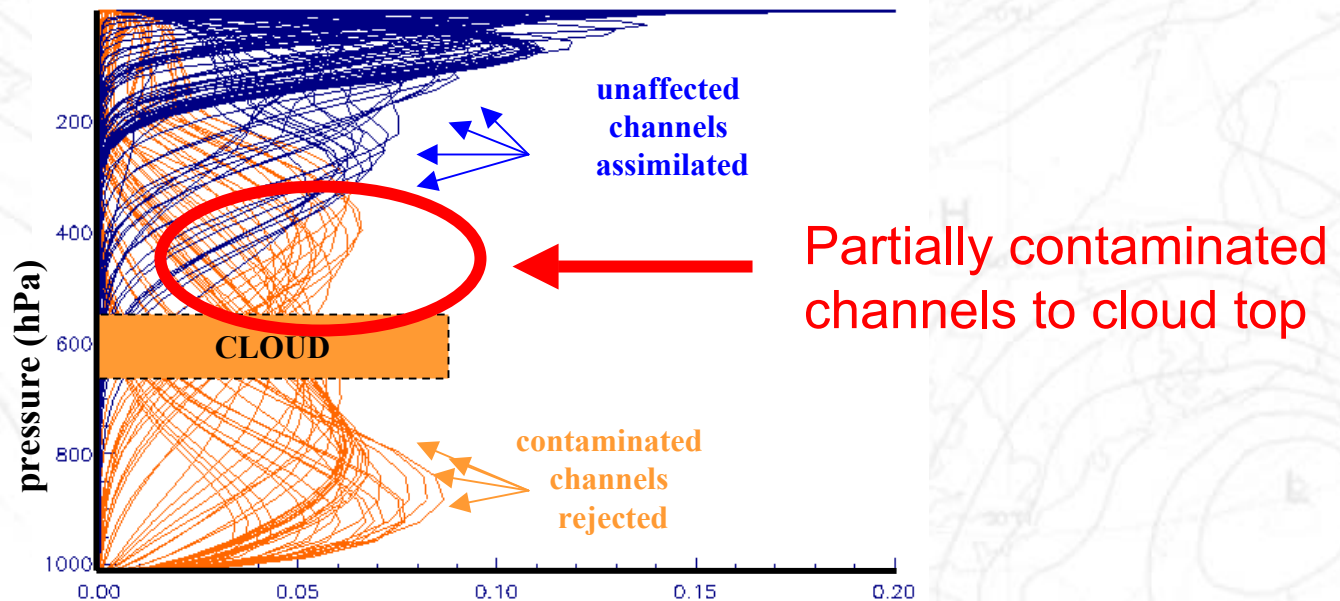 unaffected
channels
assimilated
200
400
pressure (hPa)
Partially contaminated
channels to cloud top
600
CLOUD
800
contaminated
channels
rejected
1000
0.00 0.05 0.10 0.15 0.20
H